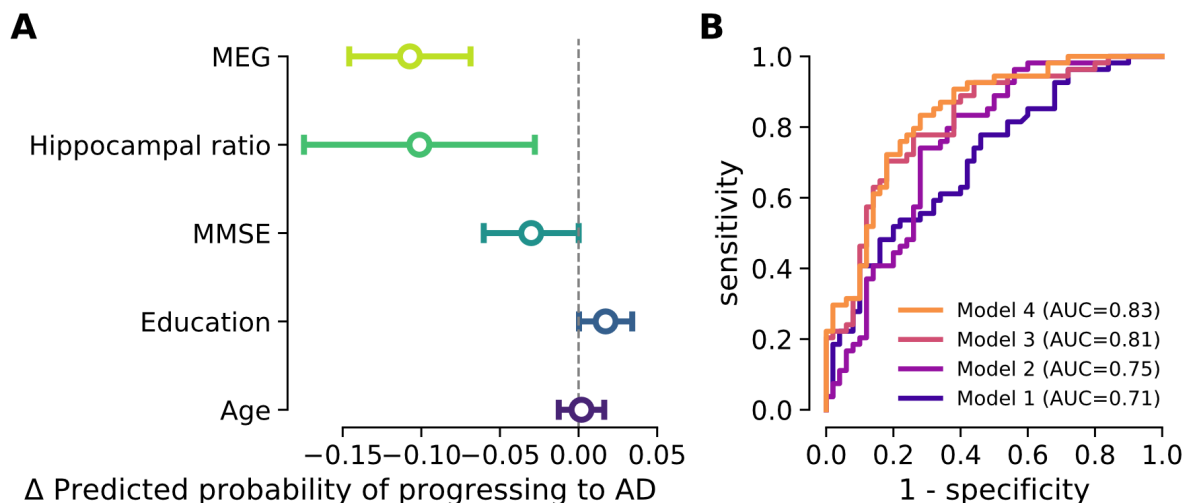 A
MEG
Hippocampal ratio
MMSE
Education
Age
−0.15 −0.10 −0.05 0.00 0.05
Δ Predicted probability of progressing to AD
B
1.0
0.8
0.6
0.4
0.2
0.0
sensitivity
Model 4 (AUC=0.83)
Model 3 (AUC=0.81)
Model 2 (AUC=0.75)
Model 1 (AUC=0.71)
0.0 0.2 0.4 0.6 0.8 1.0
1 - specificity